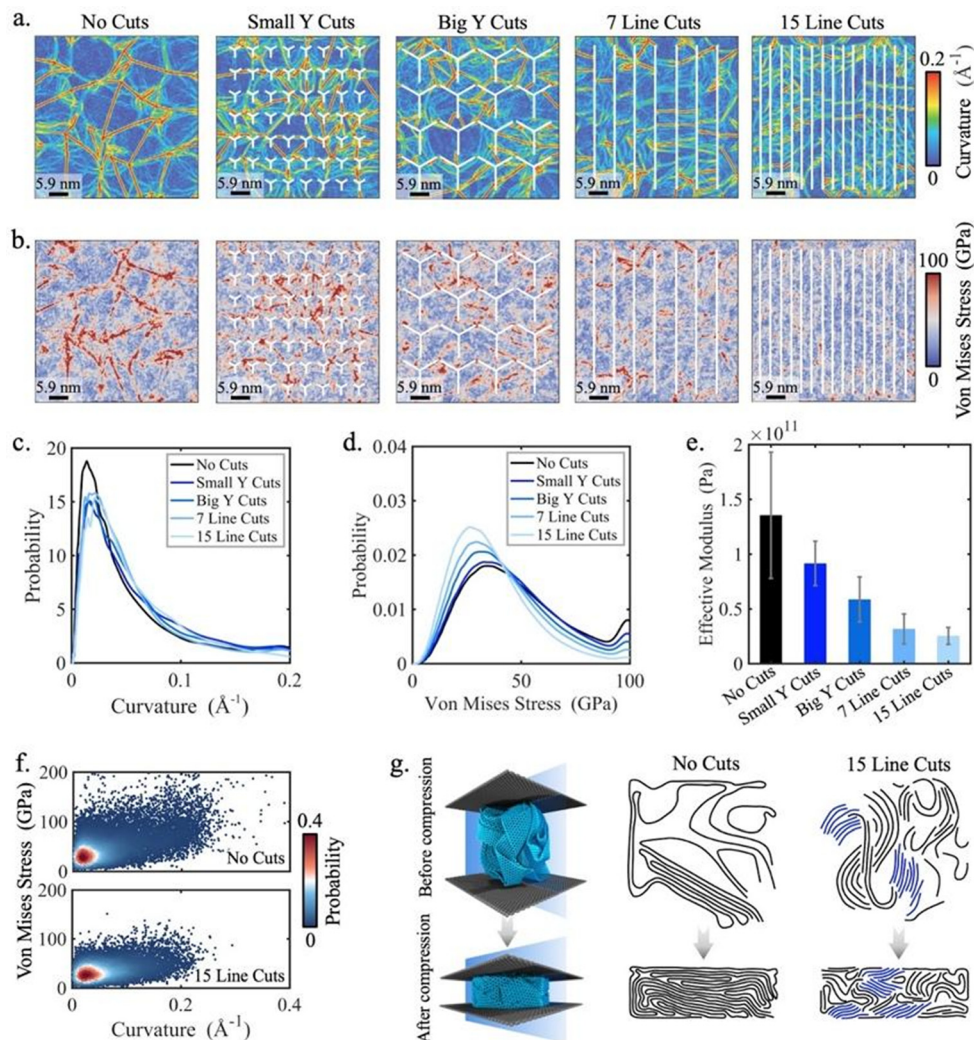 a.
No Cuts
Small Y Cuts
Big Y Cuts
7 Line Cuts
15 Line Cuts
5.9 nm
5.9 nm
5.9 nm
5.9 nm
5.9 nm
0.2
0
Curvature (Å⁻¹)
b.
5.9 nm
5.9 nm
5.9 nm
5.9 nm
5.9 nm
100
0
Von Mises Stress (GPa)
c.
20
15
10
5
0
Probability
No Cuts
Small Y Cuts
Big Y Cuts
7 Line Cuts
15 Line Cuts
0
0.1
0.2
Curvature (Å⁻¹)
d.
0.04
0.03
0.02
0.01
0
Probability
No Cuts
Small Y Cuts
Big Y Cuts
7 Line Cuts
15 Line Cuts
0
50
100
Von Mises Stress (GPa)
e.
×10¹¹
2
1.5
1
0.5
0
Effective Modulus (Pa)
No Cuts
Small Y Cuts
Big Y Cuts
7 Line Cuts
15 Line Cuts
f.
200
100
0
No Cuts
200
100
0
15 Line Cuts
Von Mises Stress (GPa)
0
0.2
0.4
Curvature (Å⁻¹)
0.4
0
Probability
g.
Before compression
After compression
No Cuts
15 Line Cuts